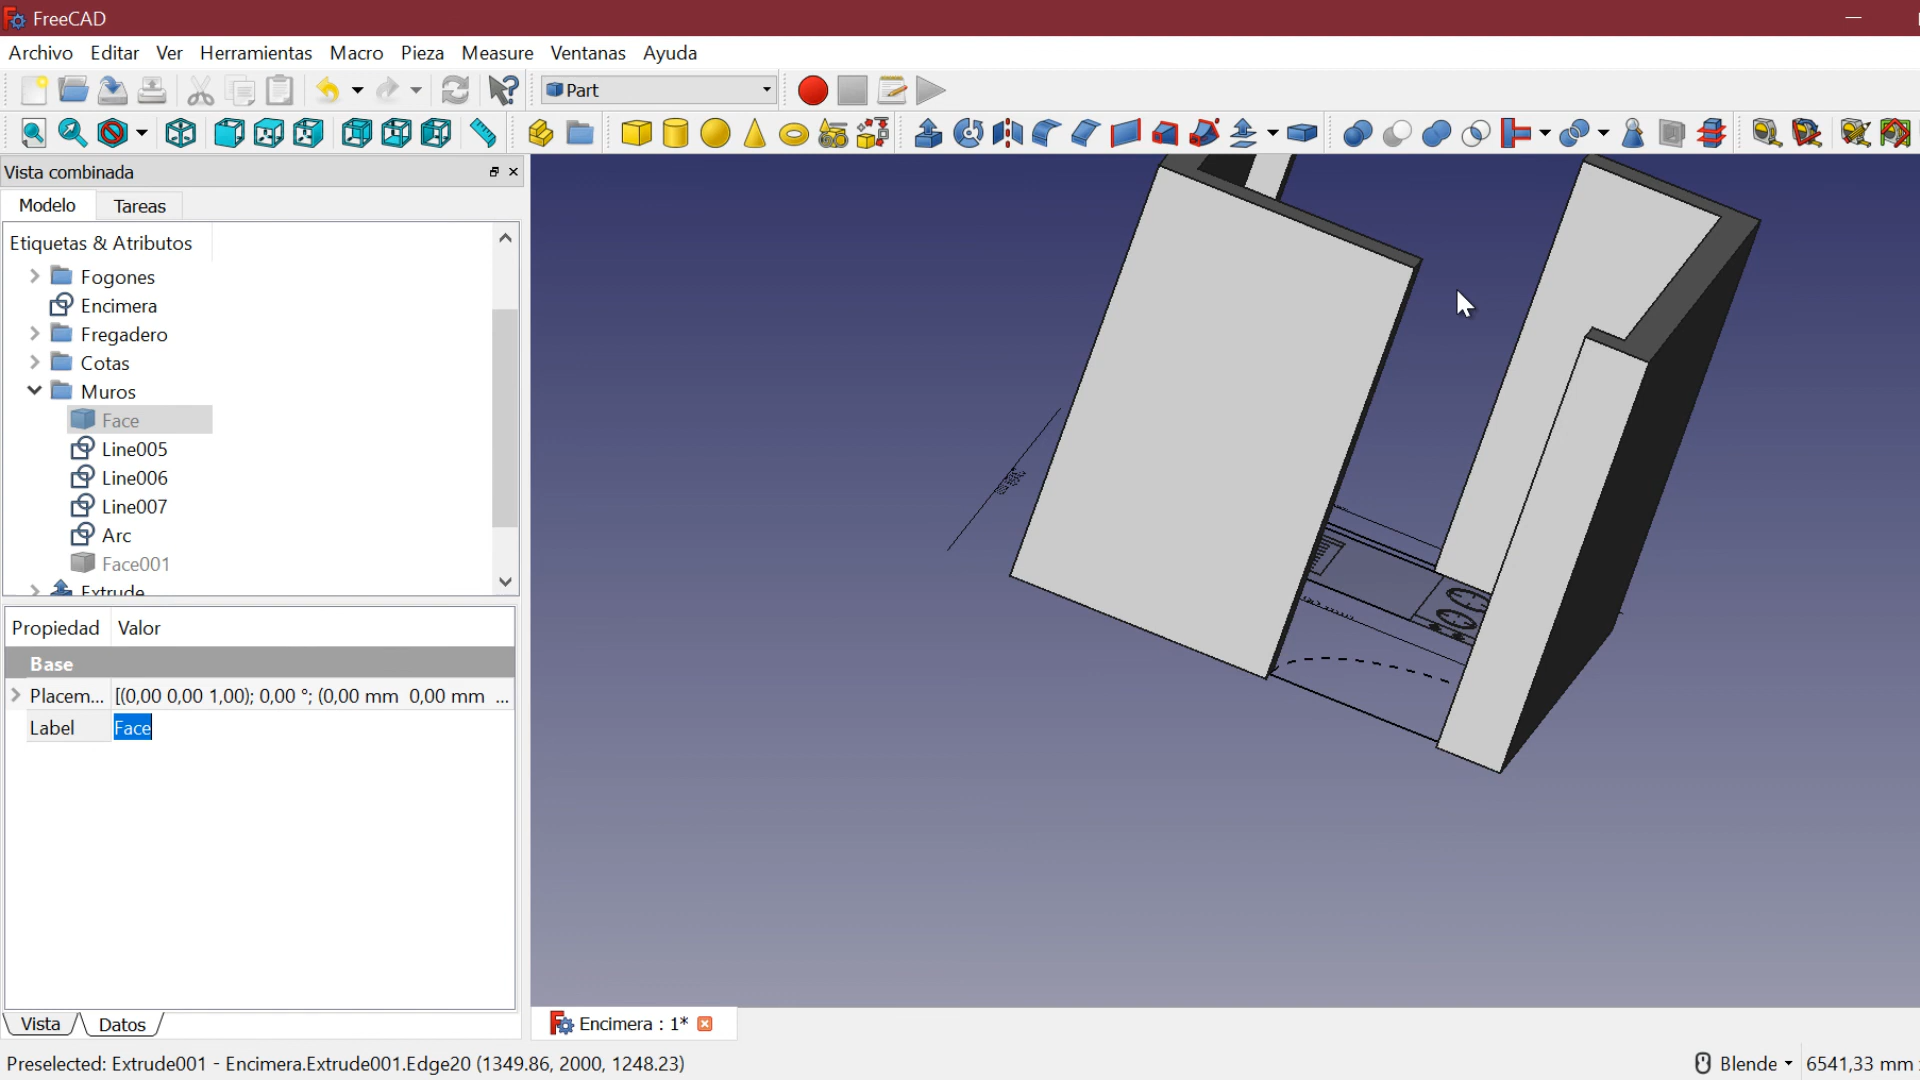 FreeCAD
Archivo Editar Ver Herramientas Macro Pieza Measure Ventanas Ayuda
Part
Vista combinada
Modelo Tareas
Etiquetas & Atributos
Fogones
Encimera
Fregadero
Cotas
Muros
Face
Line005
Line006
Line007
Arc
Face001
Extrude
Propiedad Valor
Base
Placem... [(0,00 0,00 1,00); 0,00 °; (0,00 mm 0,00 mm ...
Label Face
Vista Datos
Encimera : 1*
Preselected: Extrude001 - Encimera.Extrude001.Edge20 (1349.86, 2000, 1248.23)
Blende 6541,33 mm